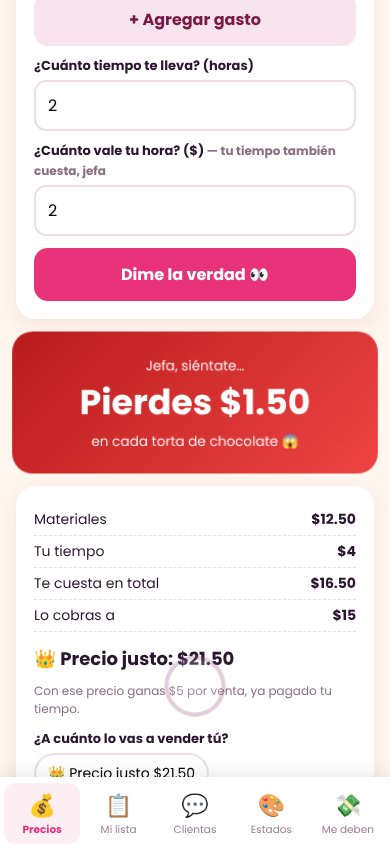 + Agregar gasto
¿Cuánto tiempo te lleva? (horas)
2
¿Cuánto vale tu hora? ($) — tu tiempo también
cuesta, jefa
2
Dime la verdad 👀
Jefa, siéntate...
Pierdes $1.50
en cada torta de chocolate 😱
Materiales $12.50
Tu tiempo $4
Te cuesta en total $16.50
Lo cobras a $15
👑 Precio justo: $21.50
Con ese precio ganas $5 por venta, ya pagado tu
tiempo.
¿A cuánto lo vas a vender tú?
👑 Precio justo $21.50
Precios Mi lista Clientas Estados Me deben